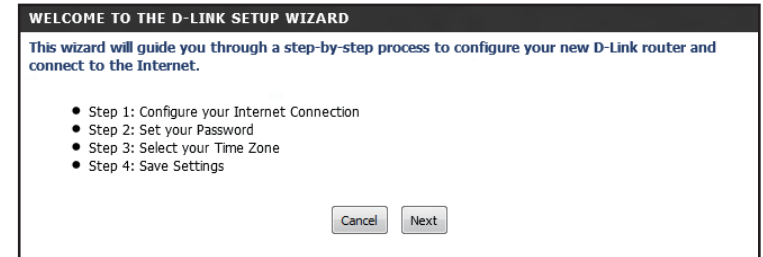 WELCOME TO THE D-LINK SETUP WIZARD
This wizard will guide you through a step-by-step process to configure your new D-Link router and
connect to the Internet.
Step 1: Configure your Internet Connection
Step 2: Set your Password
Step 3: Select your Time Zone
Step 4: Save Settings
Cancel Next